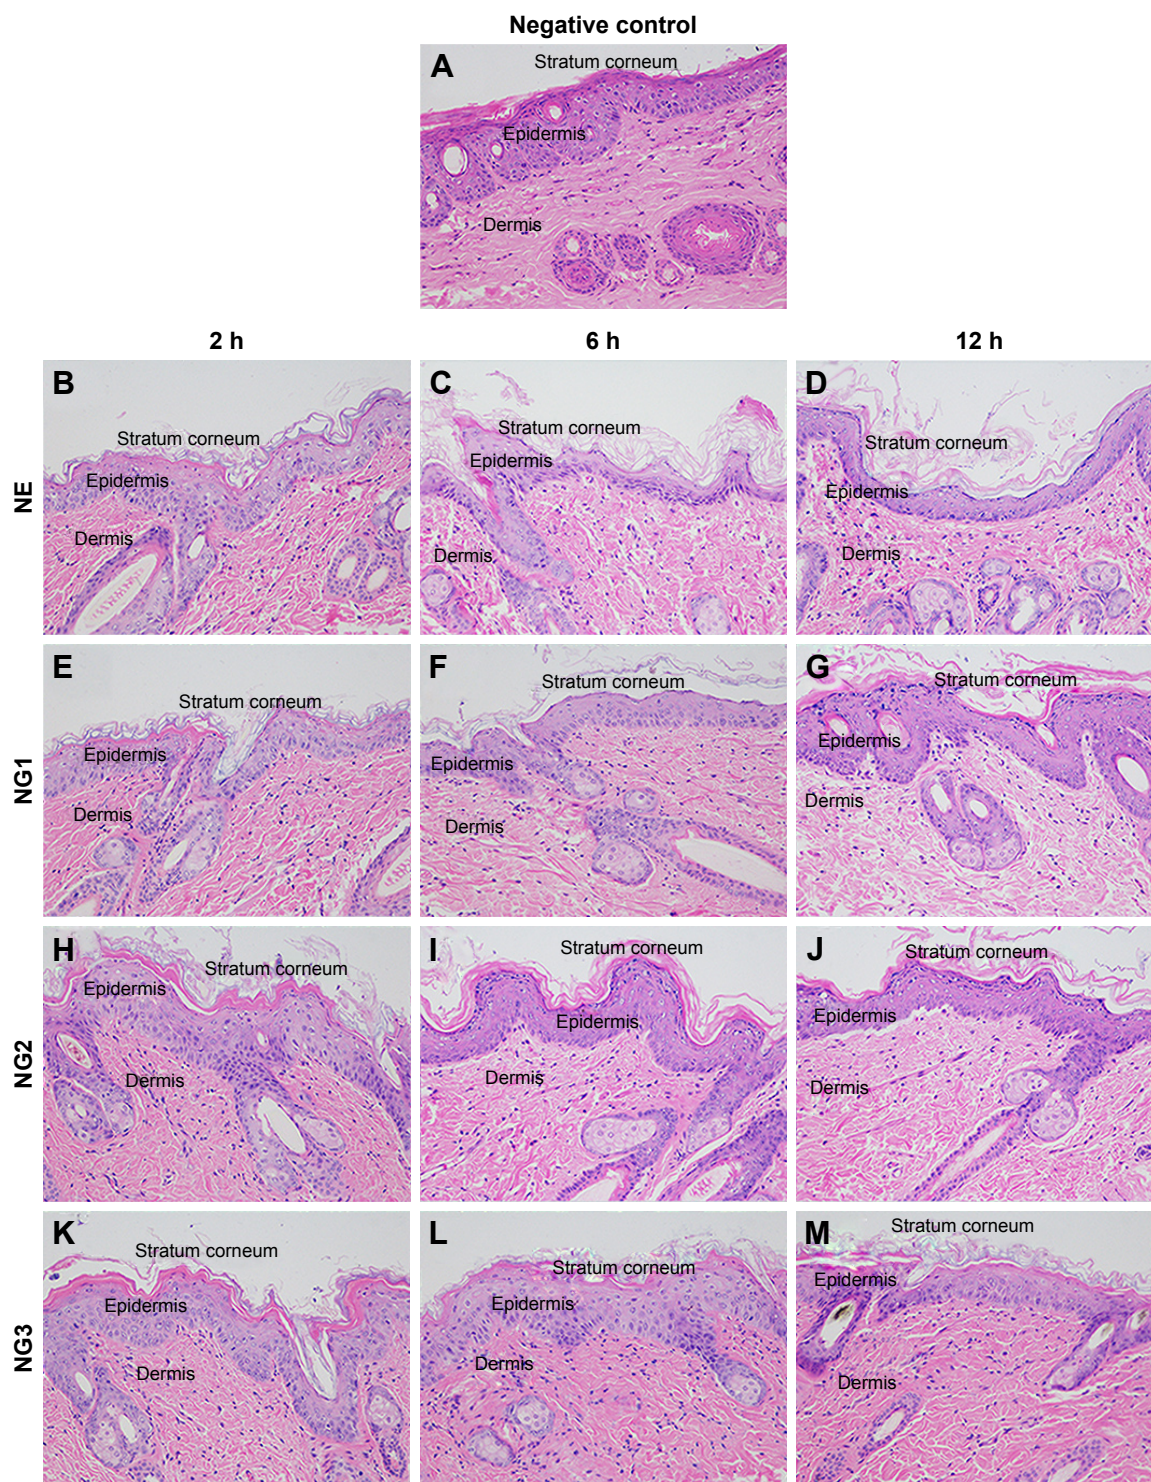 Negative control
A
Stratum corneum
Epidermis
Dermis
2 h
6 h
12 h
NE
B
Stratum corneum
Epidermis
Dermis
C
Stratum corneum
Epidermis
Dermis
D
Stratum corneum
Epidermis
Dermis
NG1
E
Stratum corneum
Epidermis
Dermis
F
Stratum corneum
Epidermis
Dermis
G
Stratum corneum
Epidermis
Dermis
NG2
H
Stratum corneum
Epidermis
Dermis
I
Stratum corneum
Epidermis
Dermis
J
Stratum corneum
Epidermis
Dermis
NG3
K
Stratum corneum
Epidermis
Dermis
L
Stratum corneum
Epidermis
Dermis
M
Stratum corneum
Epidermis
Dermis